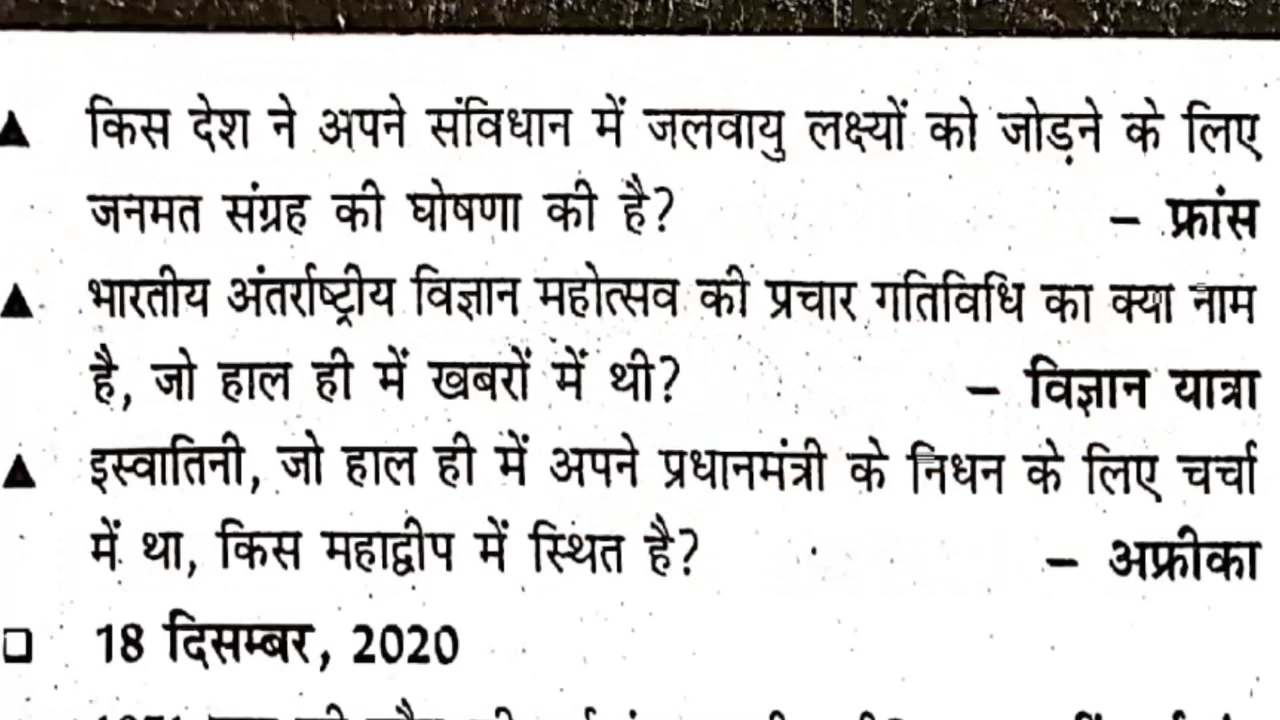 ▲ किस देश ने अपने संविधान में जलवायु लक्ष्यों को जोड़ने के लिए
जनमत संग्रह की घोषणा की है? – फ्रांस
▲ भारतीय अंतर्राष्ट्रीय विज्ञान महोत्सव की प्रचार गतिविधि का क्या नाम
है, जो हाल ही में खबरों में थी? – विज्ञान यात्रा
▲ इस्वातिनी, जो हाल ही में अपने प्रधानमंत्री के निधन के लिए चर्चा
में था, किस महाद्वीप में स्थित है? – अफ्रीका
❑ 18 दिसम्बर, 2020